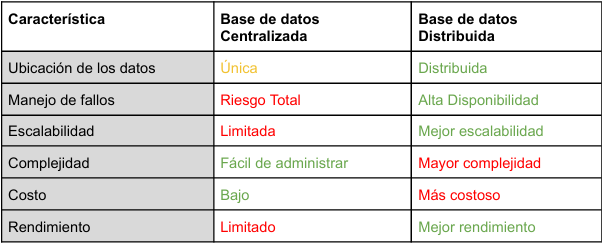 Característica Base de datos Centralizada Base de datos Distribuida
Ubicación de los datos Única Distribuida
Manejo de fallos Riesgo Total Alta Disponibilidad
Escalabilidad Limitada Mejor escalabilidad
Complejidad Fácil de administrar Mayor complejidad
Costo Bajo Más costoso
Rendimiento Limitado Mejor rendimiento